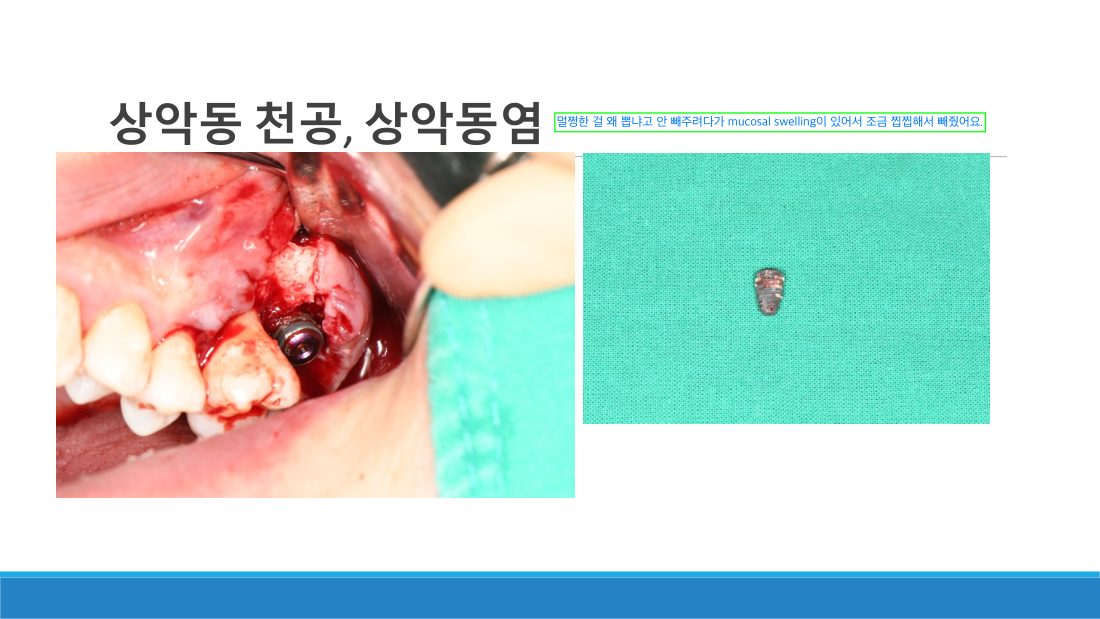 상악동 천공, 상악동염
멀쩡한 걸 왜 뽑냐고 안 빼주려다가 mucosal swelling이 있어서 조금 찝찝해서 빼줬어요.